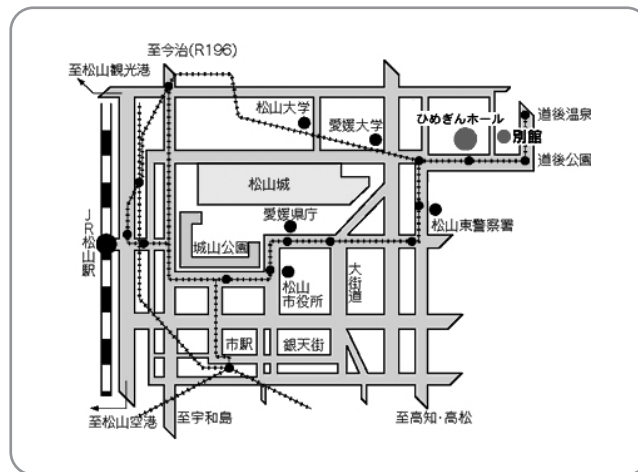 至今治(R196)
至松山観光港
松山大学
愛媛大学
ひめぎんホール
別館
道後温泉
道後公園
松山城
愛媛県庁
松山東警察署
城山公園
JR松山駅
松山
市役所
大街道
市駅
銀天街
至松山空港
至宇和島
至高知・高松